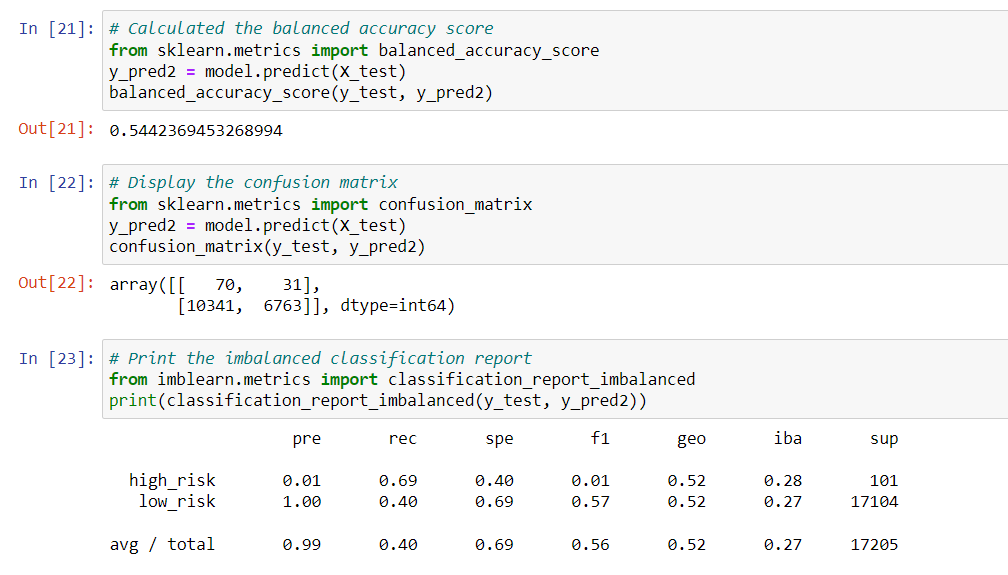 In [21]: # Calculated the balanced accuracy score
from sklearn.metrics import balanced_accuracy_score
y_pred2 = model.predict(X_test)
balanced_accuracy_score(y_test, y_pred2)
Out[21]: 0.5442369453268994
In [22]: # Display the confusion matrix
from sklearn.metrics import confusion_matrix
y_pred2 = model.predict(X_test)
confusion_matrix(y_test, y_pred2)
Out[22]: array([[   70,    31],
       [10341,  6763]], dtype=int64)
In [23]: # Print the imbalanced classification report
from imblearn.metrics import classification_report_imbalanced
print(classification_report_imbalanced(y_test, y_pred2))
pre rec spe f1 geo iba sup
high_risk 0.01 0.69 0.40 0.01 0.52 0.28 101
low_risk 1.00 0.40 0.69 0.57 0.52 0.27 17104
avg / total 0.99 0.40 0.69 0.56 0.52 0.27 17205